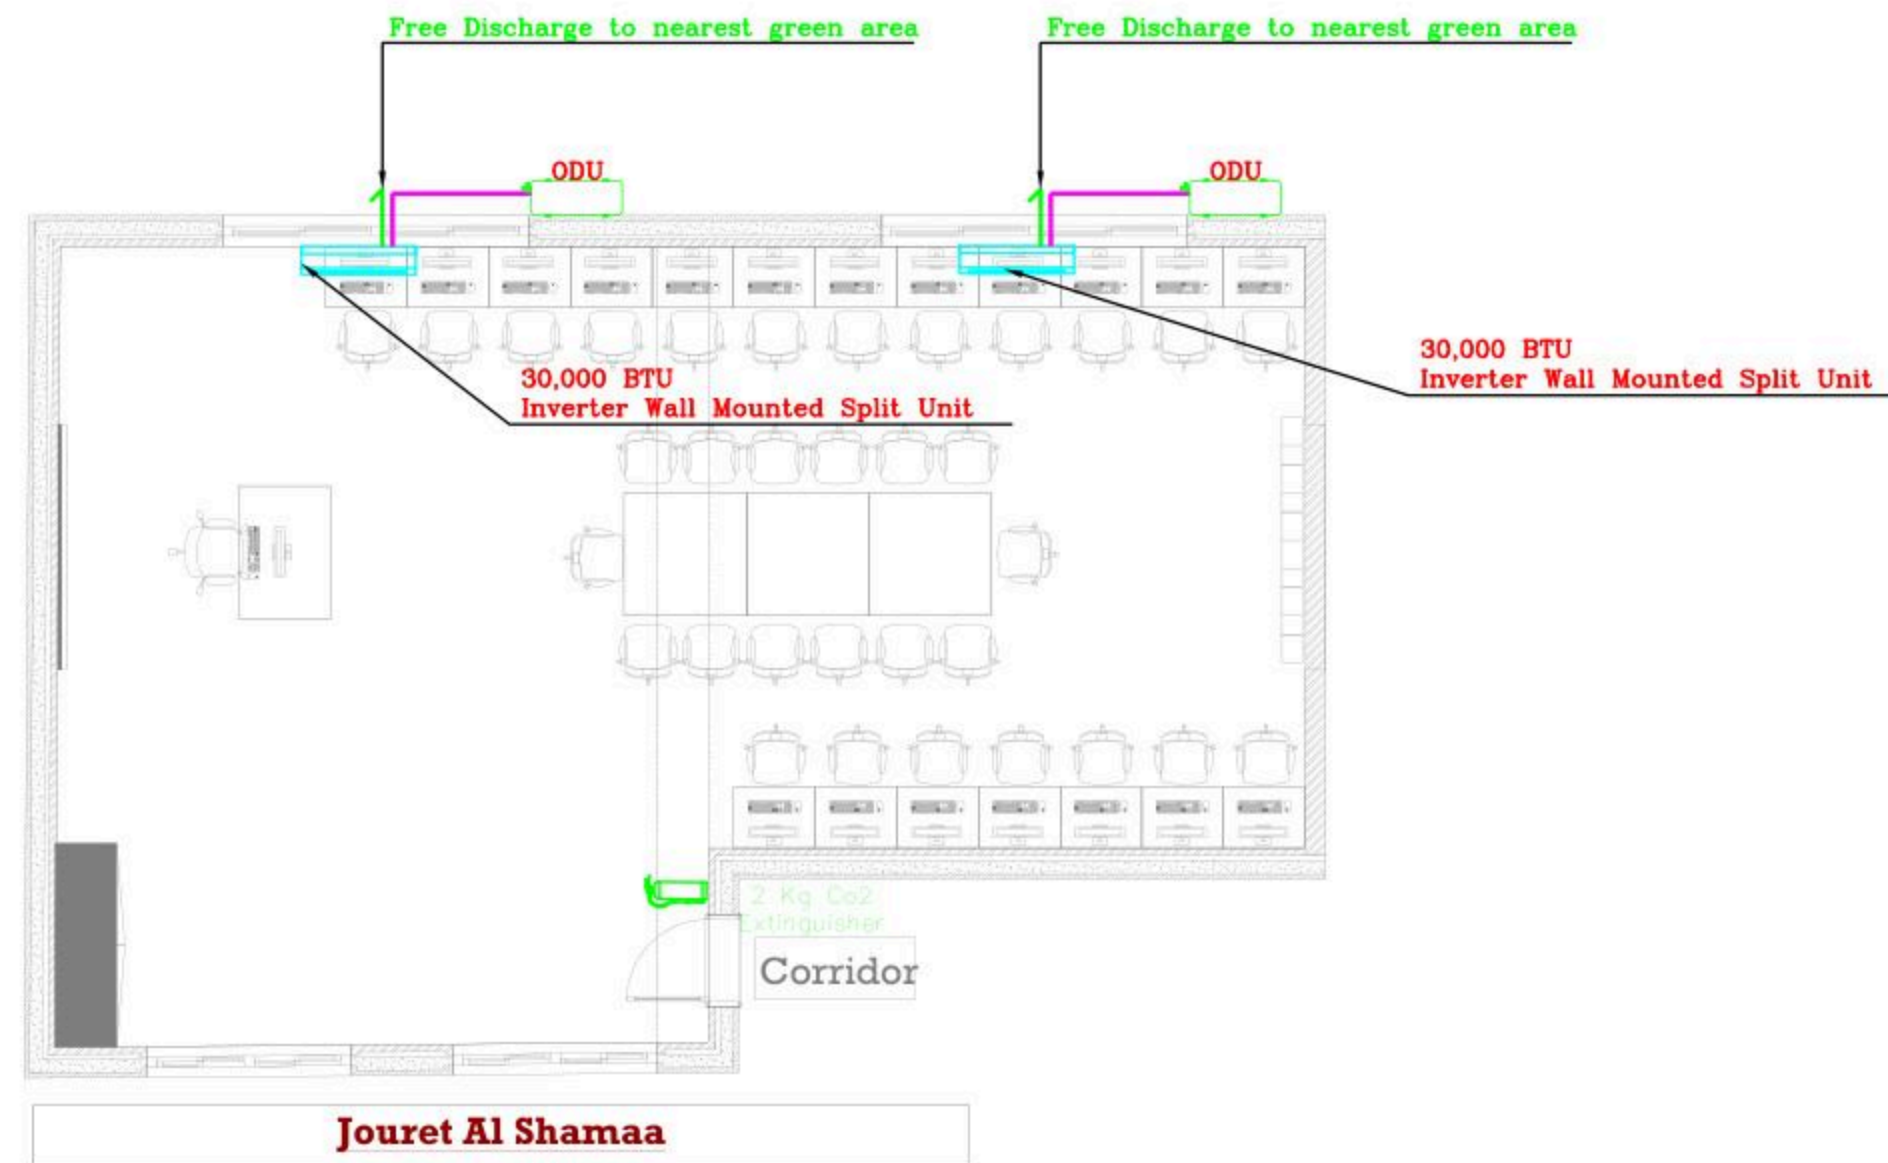 Free Discharge to nearest green area
Free Discharge to nearest green area
ODU
ODU
30,000 BTU
Inverter Wall Mounted Split Unit
30,000 BTU
Inverter Wall Mounted Split Unit
2 Kg Co2
Extinguisher
Corridor
Jouret Al Shamaa